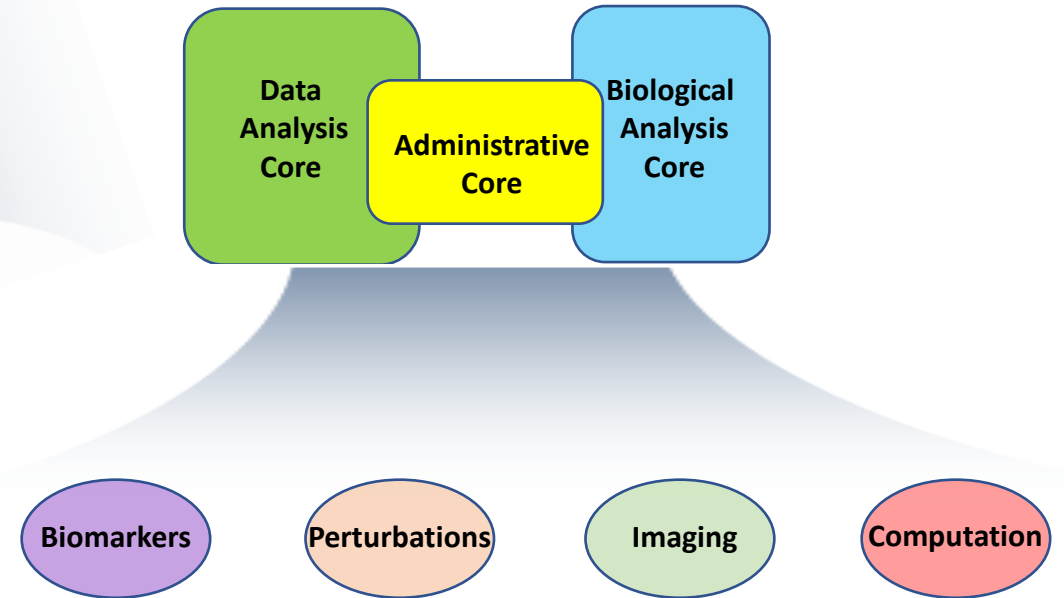 Data
Analysis
Core
Administrative
Core
Biological
Analysis
Core
Biomarkers
Perturbations
Imaging
Computation